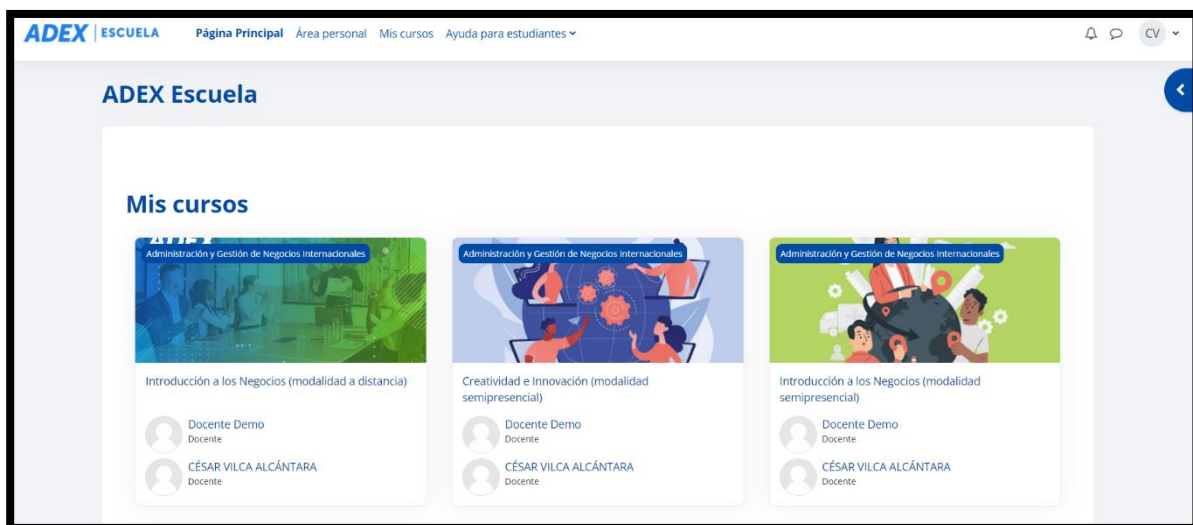 ADEX | ESCUELA Página Principal Área personal Mis cursos Ayuda para estudiantes CV
ADEX Escuela
Mis cursos
ADEX
Administración y Gestión de Negocios Internacionales
Introducción a los Negocios (modalidad a distancia)
Docente Demo
Docente
CÉSAR VILCA ALCÁNTARA
Docente
Administración y Gestión de Negocios Internacionales
Creatividad e Innovación (modalidad
semipresencial)
Docente Demo
Docente
CÉSAR VILCA ALCÁNTARA
Docente
Administración y Gestión de Negocios Internacionales
Introducción a los Negocios (modalidad
semipresencial)
Docente Demo
Docente
CÉSAR VILCA ALCÁNTARA
Docente